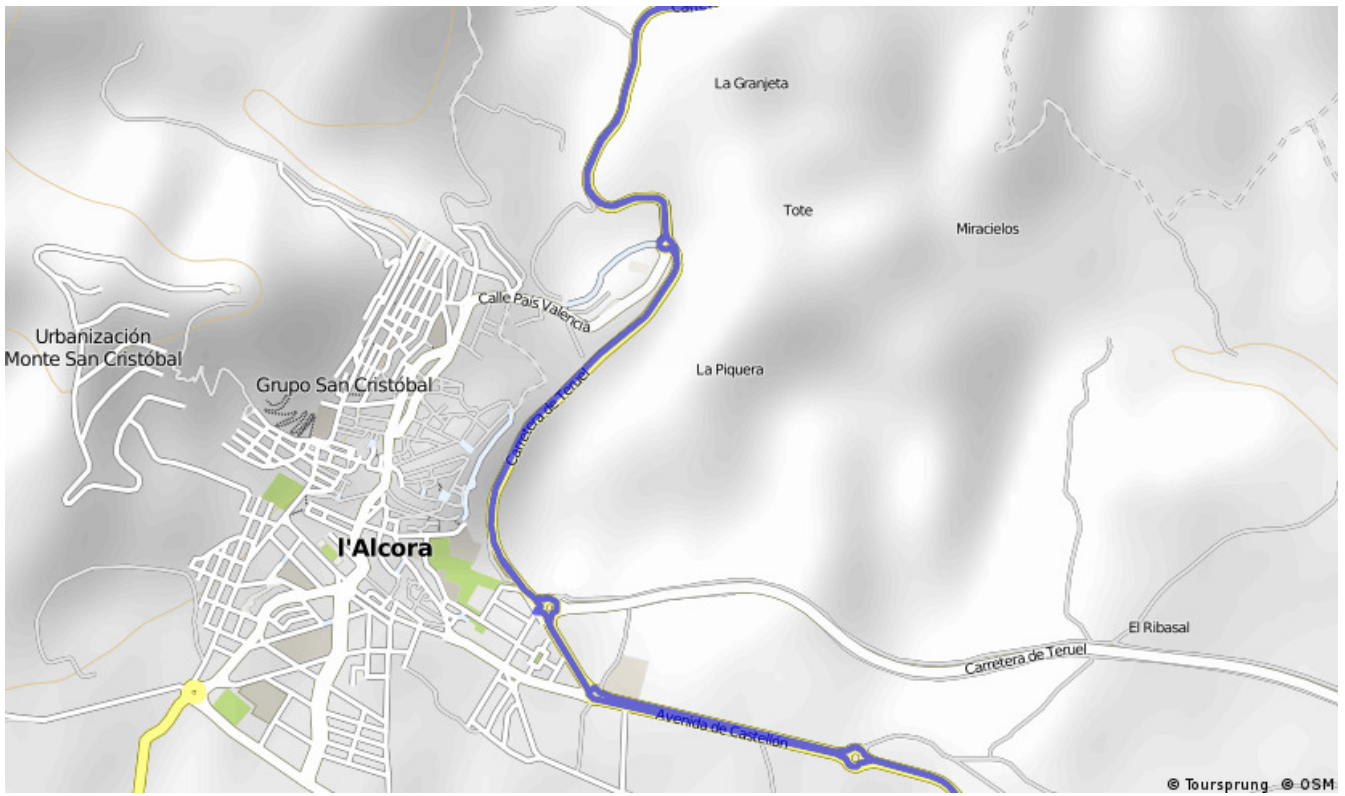 Carrer
La Granjeta
Tote
Miracielos
Calle País Valencia
Urbanización
Monte San Cristóbal
La Piquera
Grupo San Cristóbal
Carretera de Teruel
l'Alcora
El Ribasal
Carretera de Teruel
Avenida de Castellón
© Toursprung © OSM